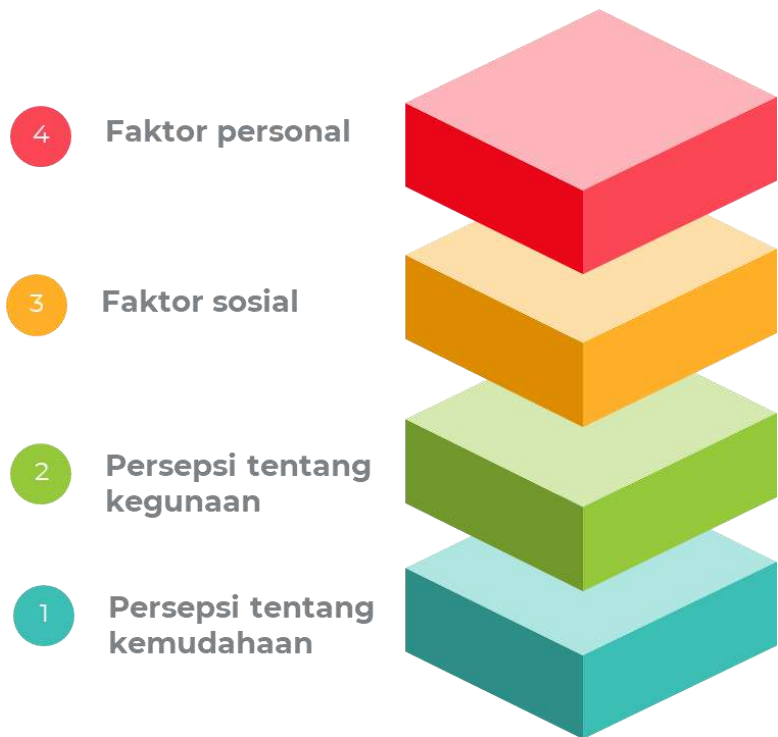 4 Faktor personal
3 Faktor sosial
2 Persepsi tentang
kegunaan
1 Persepsi tentang
kemudahaan